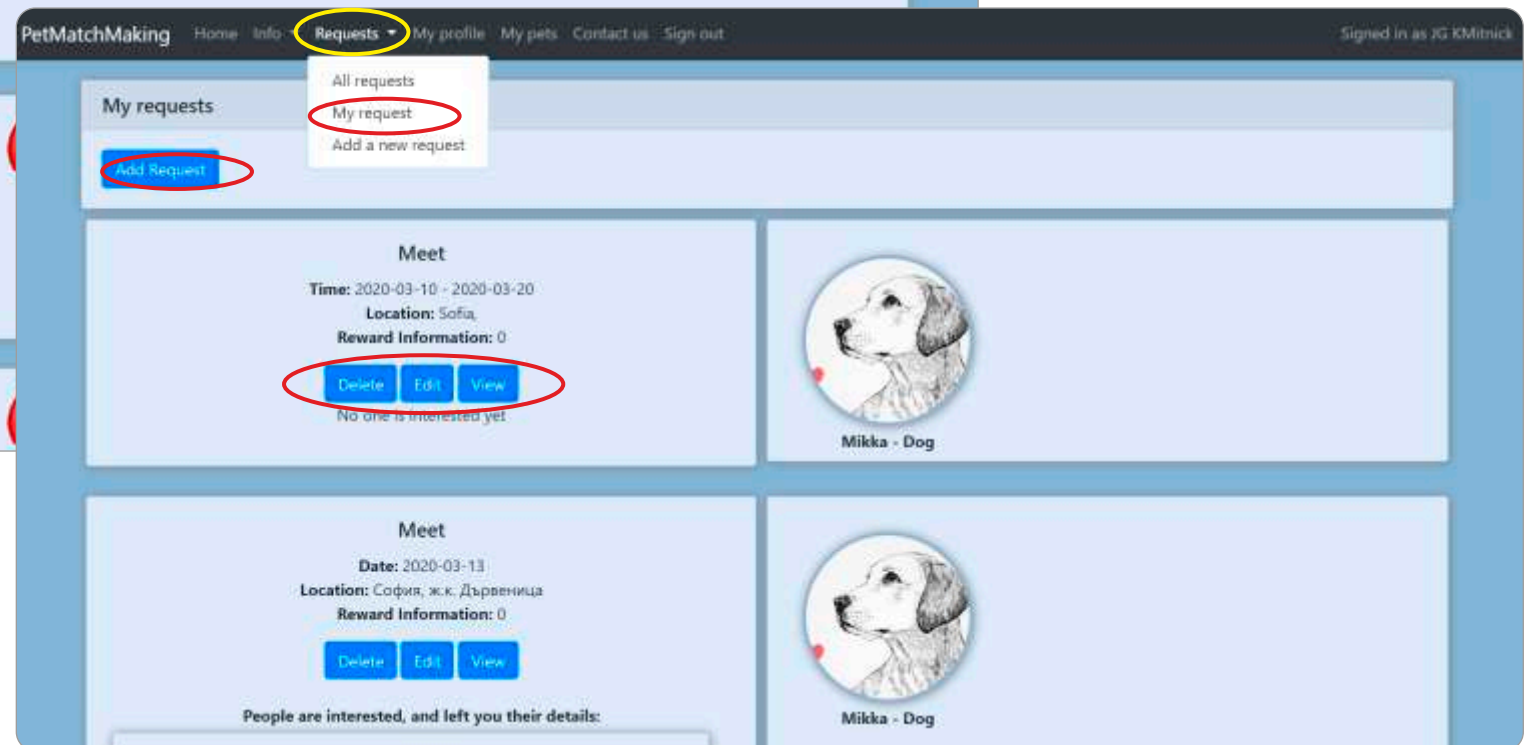 PetMatchMaking Home Info Requests My profile My pets Contact us Sign out Signed in as JG KMitnick
All requests
My request
Add a new request
My requests
Add Request
Meet
Time: 2020-03-10 - 2020-03-20
Location: Sofia,
Reward Information: 0
Delete Edit View
No one is interested yet
Mikka - Dog
Meet
Date: 2020-03-13
Location: София, ж.к. Дървеница
Reward Information: 0
Delete Edit View
People are interested, and left you their details:
Mikka - Dog